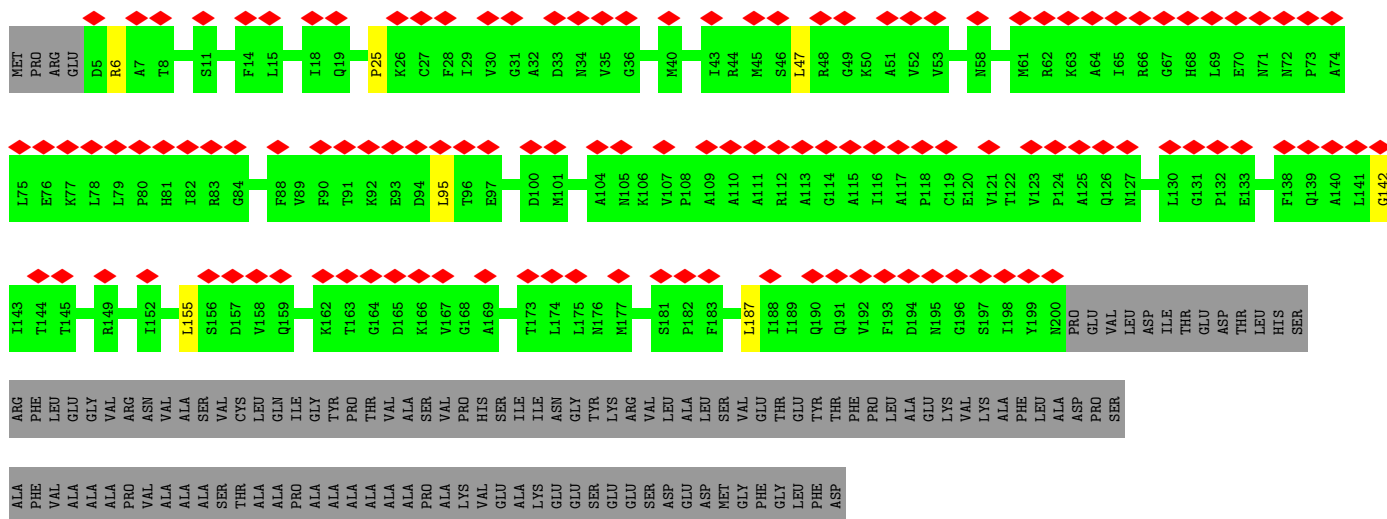 MET PRO ARG GLU D5 R6 A7 T8 S11 F14 L15 I18 Q19 P25 K26 C27 F28 I29 V30 G31 A32 D33 N34 V35 G36 M40 I43 R44 M45 S46 L47 R48 G49 K50 A51 V52 V53 N58 M61 R62 K63 A64 I65 R66 G67 H68 L69 E70 N71 N72 P73 A74
L75 E76 K77 L78 L79 P80 H81 I82 R83 G84 F88 V89 F90 T91 K92 E93 D94 L95 T96 E97 D100 M101 A104 N105 K106 V107 P108 A109 A110 A111 R112 A113 G114 A115 I116 A117 P118 C119 E120 V121 T122 V123 P124 A125 Q126 N127 L130 G131 P132 E133 F138 Q139 A140 L141 G142
I143 T144 T145 R149 I152 L155 S156 D157 V158 Q159 K162 T163 G164 D165 K166 V167 G168 A169 T173 L174 L175 N176 M177 S181 P182 F183 L187 I188 I189 Q190 Q191 V192 F193 D194 N195 G196 S197 I198 Y199 N200 PRO GLU VAL LEU ASP ILE THR GLU ASP THR LEU HIS SER
ARG PHE LEU GLU GLY VAL ARG ASN VAL ALA SER VAL CYS LEU GLN ILE GLY TYR PRO THR VAL ALA SER VAL PRO HIS SER ILE ILE ASN GLY TYR LYS ARG VAL LEU ALA LEU SER VAL GLU THR GLU TYR THR PHE PRO LEU ALA GLU LYS VAL LYS ALA PHE LEU ALA ASP PRO SER
ALA PHE VAL ALA ALA ALA PRO VAL ALA ALA ALA SER THR ALA ALA PRO ALA ALA ALA ALA ALA ALA PRO ALA LYS VAL GLU ALA LYS GLU GLU SER GLU GLU SER ASP GLU ASP MET GLY PHE GLY LEU PHE ASP